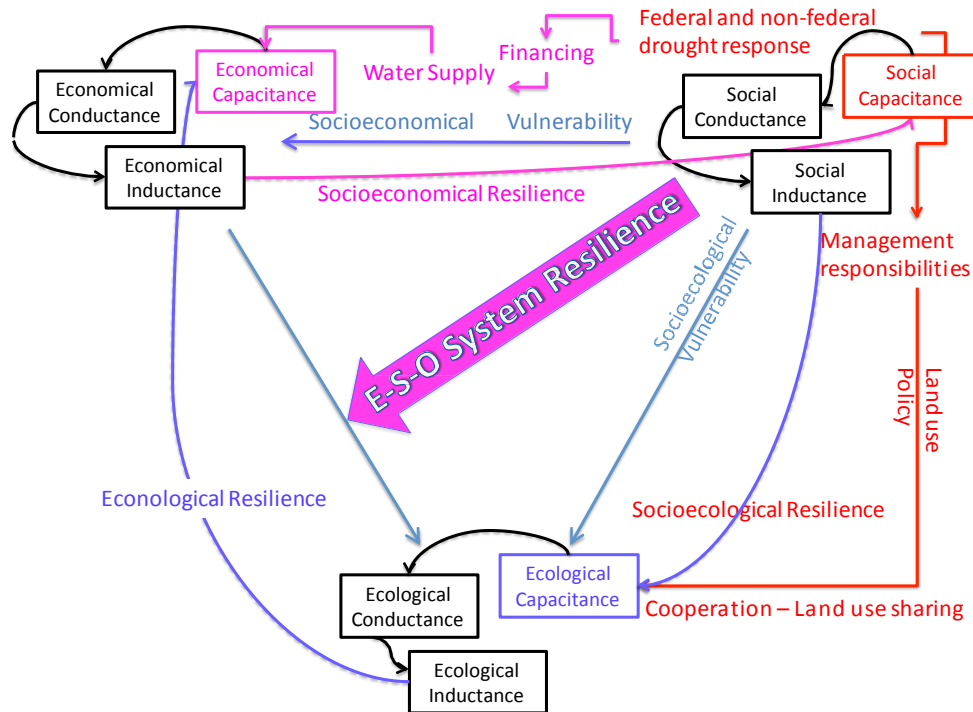 Federal and non-federal
drought response
Financing
Water Supply
Economical
Capacitance
Economical
Conductance
Economical
Inductance
Social
Capacitance
Social
Conductance
Social
Inductance
Socioeconomical Vulnerability
Socioeconomical Resilience
Management
responsibilities
E-S-O System Resilience
Socioecological
Vulnerability
Land use
Policy
Econological Resilience
Socioecological Resilience
Ecological
Conductance
Ecological
Capacitance
Cooperation – Land use sharing
Ecological
Inductance